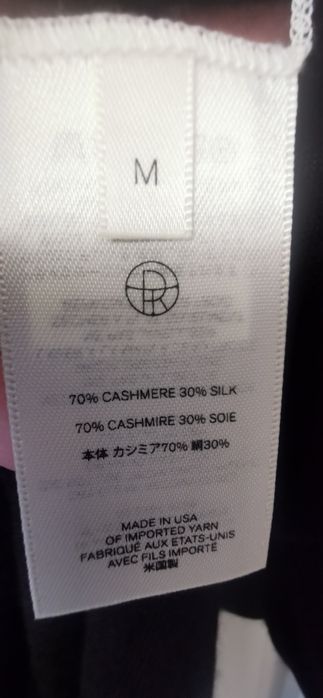 M
70% CASHMERE 30% SILK
70% CASHMIRE 30% SOIE
本体 カシミア70% 絹30%
MADE IN USA
OF IMPORTED YARN
FABRIQUÉ AUX ETATS-UNIS
AVEC FILS IMPORTÉ
米国製